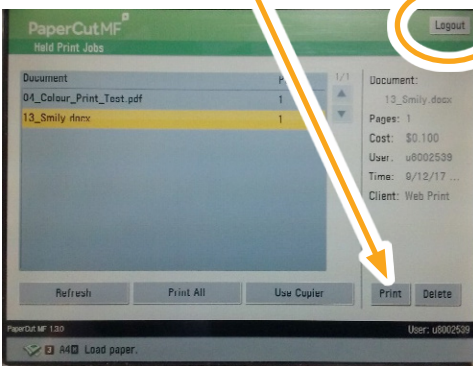 PaperCutMF
Logout
Held Print Jobs
Document
P
1/1
04_Colour_Print_Test.pdf
1
13_Smily.docx
1
Document:
13_Smily.docx
Pages: 1
Cost: $0.100
User: u8002539
Time: 9/12/17 ...
Client: Web Print
Refresh
Print All
Use Copier
Print
Delete
PaperCut MF 1.3.0
User: u8002539
A4 Load paper.